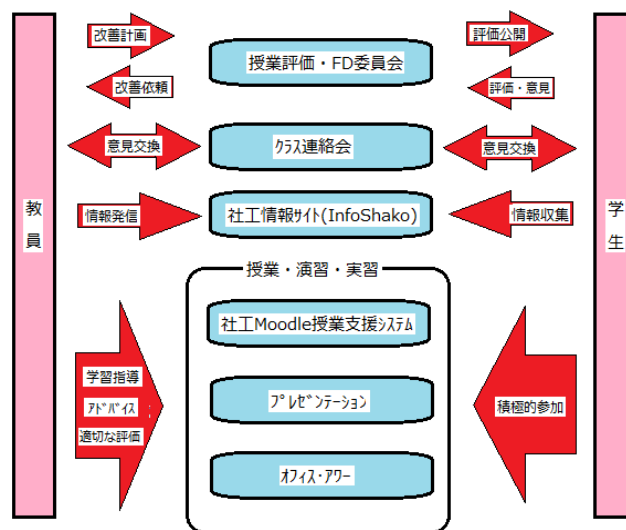 改善計画
授業評価・FD委員会
評価公開
改善依頼
評価・意見
意見交換
ｸﾗｽ連絡会
意見交換
教員
学生
情報発信
社工情報ｻｲﾄ(InfoShako)
情報収集
授業・演習・実習
社工Moodle授業支援ｼｽﾃﾑ
学習指導
ｱﾄﾞﾊﾞｲｽ
適切な評価
ﾌﾟﾚｾﾞﾝﾃｰｼｮﾝ
積極的参加
ｵﾌｨｽ・ｱﾜｰ